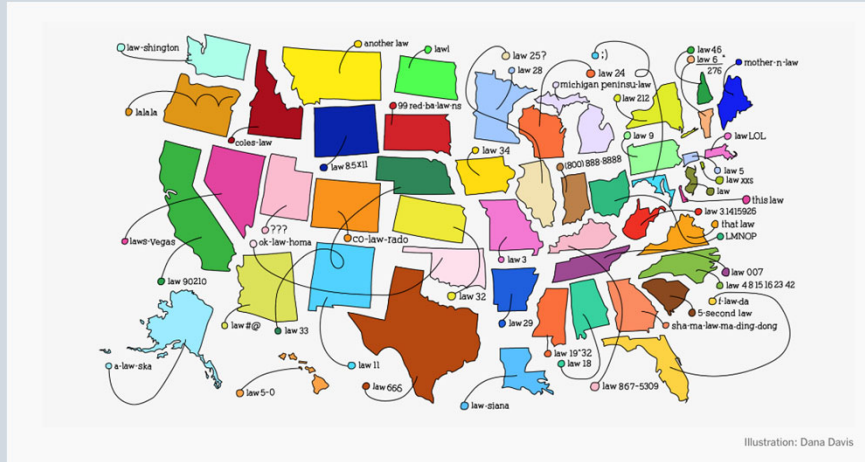 law-shington
another law
lawl
law 25?
;)
law 46
law 6
276
mother-n-law
law 28
law 24
michigan peninsu-law
law 212
lalala
99 red-ba-law-ns
coles-law
law 9
law LOL
law 8.5x11
law 34
(800) 888-8888
law 5
law xxs
law
this law
???
law 3.1415926
that law
laws-vegas
ok-law-homa
co-law-rado
LMNOP
law 3
law 007
law 90210
law 32
law 4 8 15 16 23 42
f-law-da
law #@
law 33
law 29
5-second law
sha-ma-law-ma-ding-dong
law 19*32
a-law-ska
law 11
law 18
law 5-0
law 666
law 867-5309
law-siana
Illustration: Dana Davis